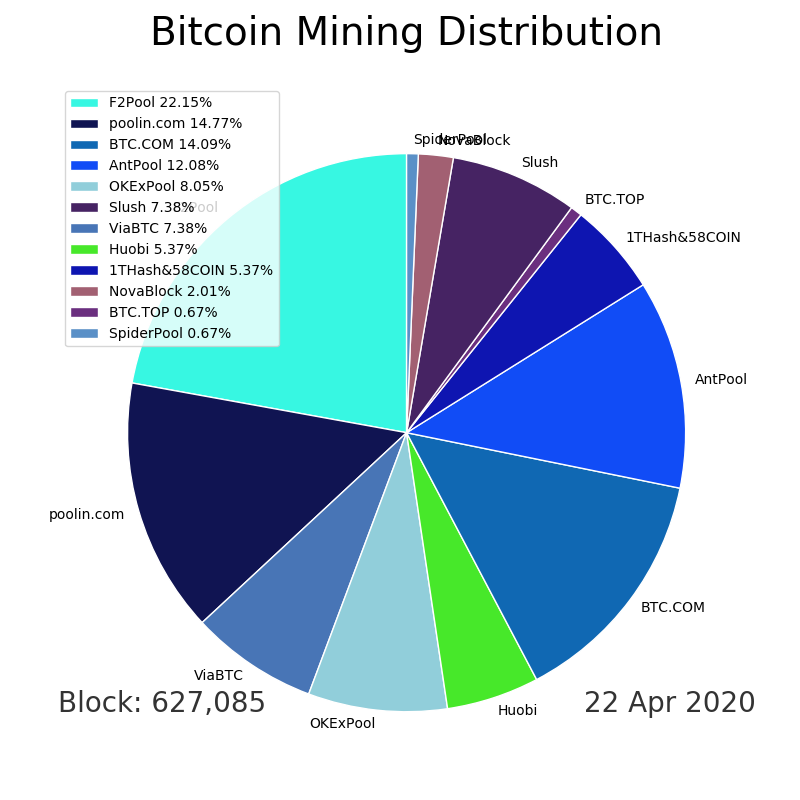 Bitcoin Mining Distribution
F2Pool 22.15%
poolin.com 14.77%
BTC.COM 14.09%
AntPool 12.08%
OKExPool 8.05%
Slush 7.38%
ViaBTC 7.38%
Huobi 5.37%
1THash&58COIN 5.37%
NovaBlock 2.01%
BTC.TOP 0.67%
SpiderPool 0.67%
SpiderPool
NovaBlock
Slush
BTC.TOP
1THash&58COIN
AntPool
BTC.COM
Huobi
OKExPool
ViaBTC
poolin.com
Pool
Block: 627,085
22 Apr 2020